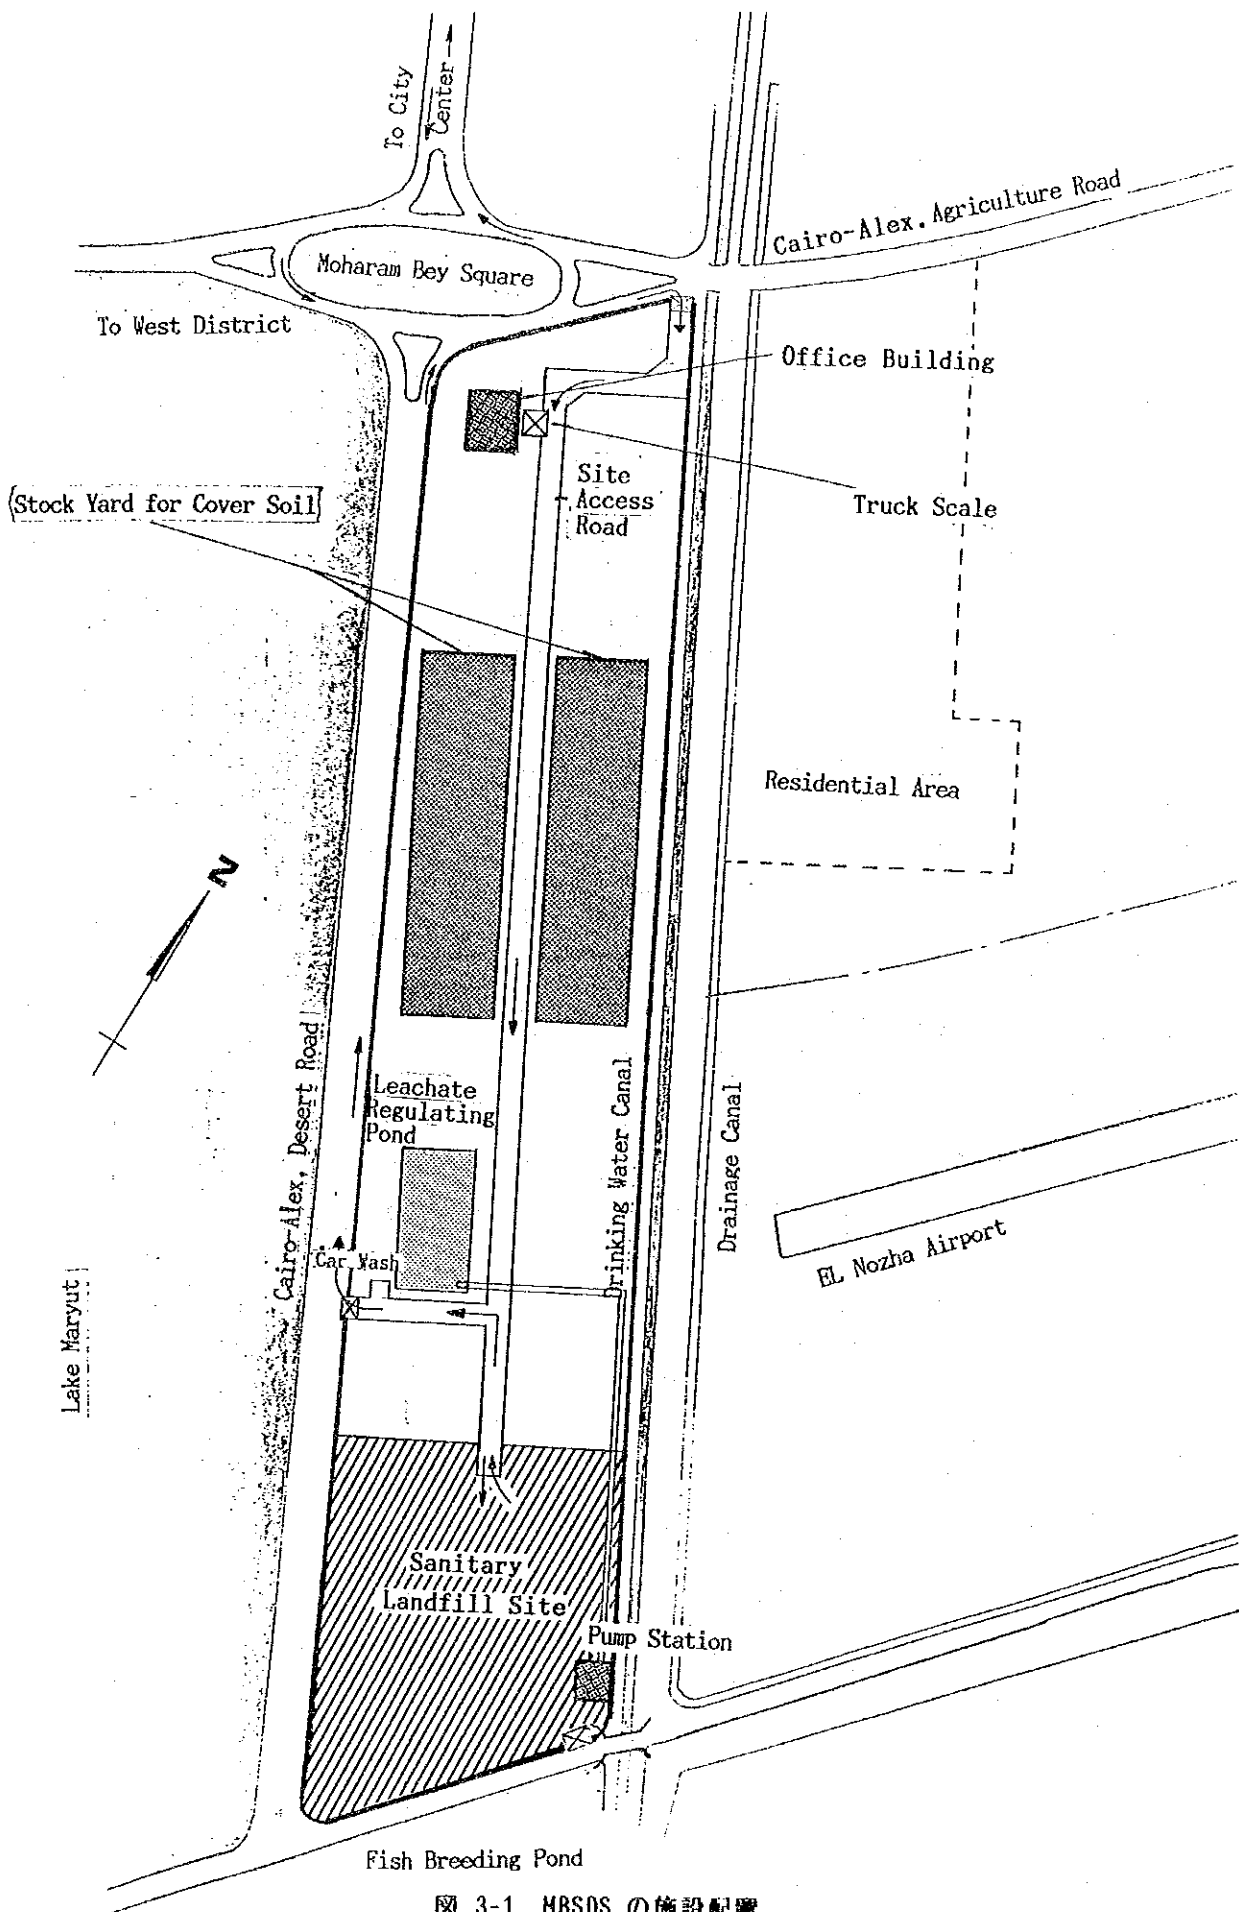 To City
Center
Cairo-Alex. Agriculture Road
Moharam Bey Square
To West District
Office Building
Site
Access
Road
Stock Yard for Cover Soil
Truck Scale
Residential Area
N
Cairo-Alex, Desert Road
Leachate
Regulating
Pond
Drinking Water Canal
Drainage Canal
Car Wash
EL Nozha Airport
Lake Maryut
Sanitary
Landfill Site
Pump Station
Fish Breeding Pond
図 3-1 MBSDS の施設配置